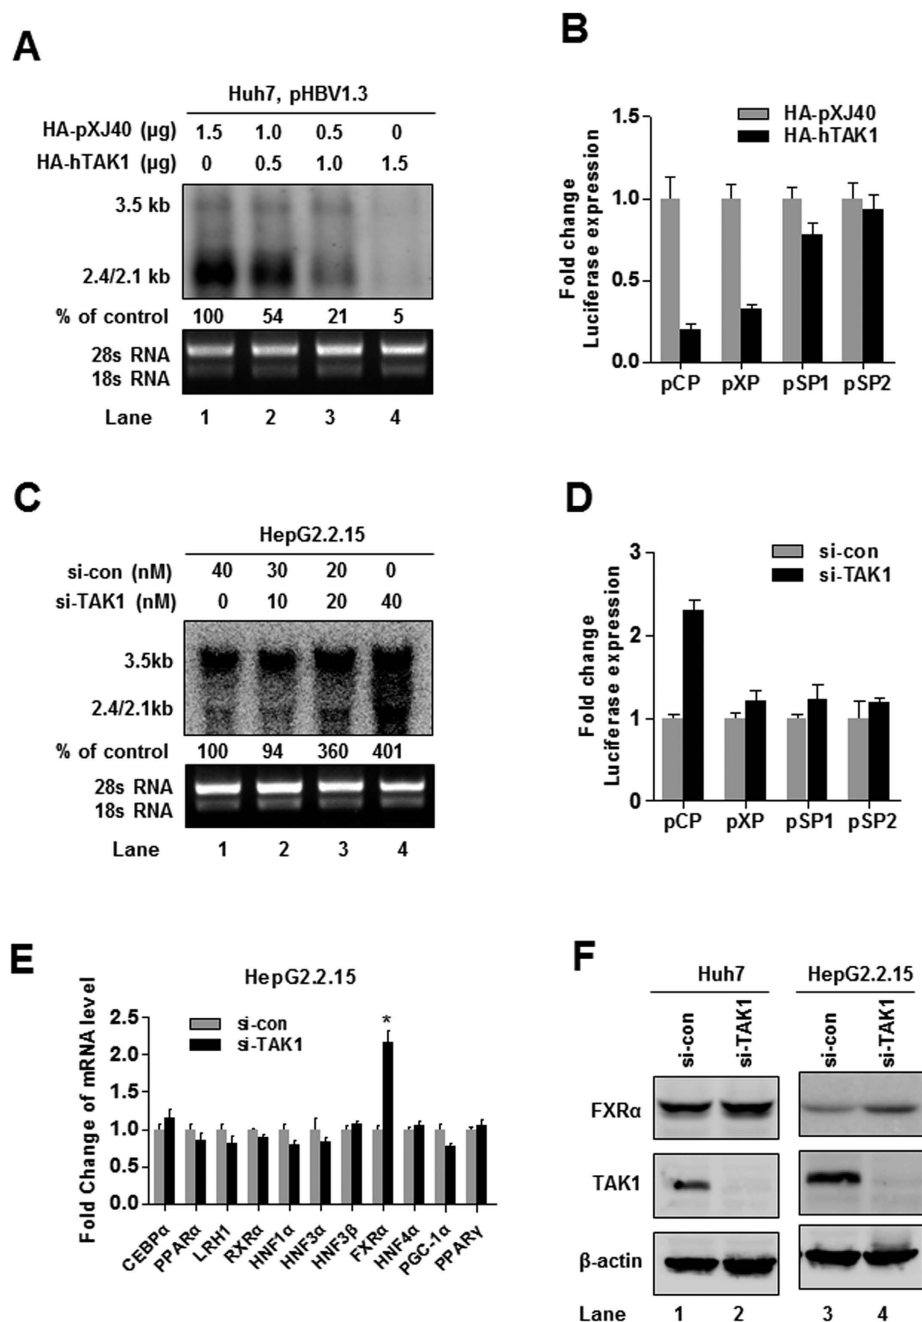 A
Huh7, pHBV1.3
HA-pXJ40 (μg) 1.5 1.0 0.5 0
HA-hTAK1 (μg) 0 0.5 1.0 1.5
3.5 kb
2.4/2.1 kb
% of control 100 54 21 5
28s RNA
18s RNA
Lane 1 2 3 4
B
HA-pXJ40
HA-hTAK1
Fold change
Luciferase expression
1.5
1.0
0.5
0.0
pCP pXP pSP1 pSP2
C
HepG2.2.15
si-con (nM) 40 30 20 0
si-TAK1 (nM) 0 10 20 40
3.5kb
2.4/2.1kb
% of control 100 94 360 401
28s RNA
18s RNA
Lane 1 2 3 4
D
si-con
si-TAK1
Fold change
Luciferase expression
3
2
1
0
pCP pXP pSP1 pSP2
E
HepG2.2.15
si-con
si-TAK1
*
Fold Change of mRNA level
2.5
2.0
1.5
1.0
0.5
0.0
CEBPα PPARα LRH1 RXRα HNF1α HNF3α HNF3β FXRα HNF4α PGC-1α PPARγ
F
Huh7 HepG2.2.15
si-con si-TAK1 si-con si-TAK1
FXRα
TAK1
β-actin
Lane 1 2 3 4